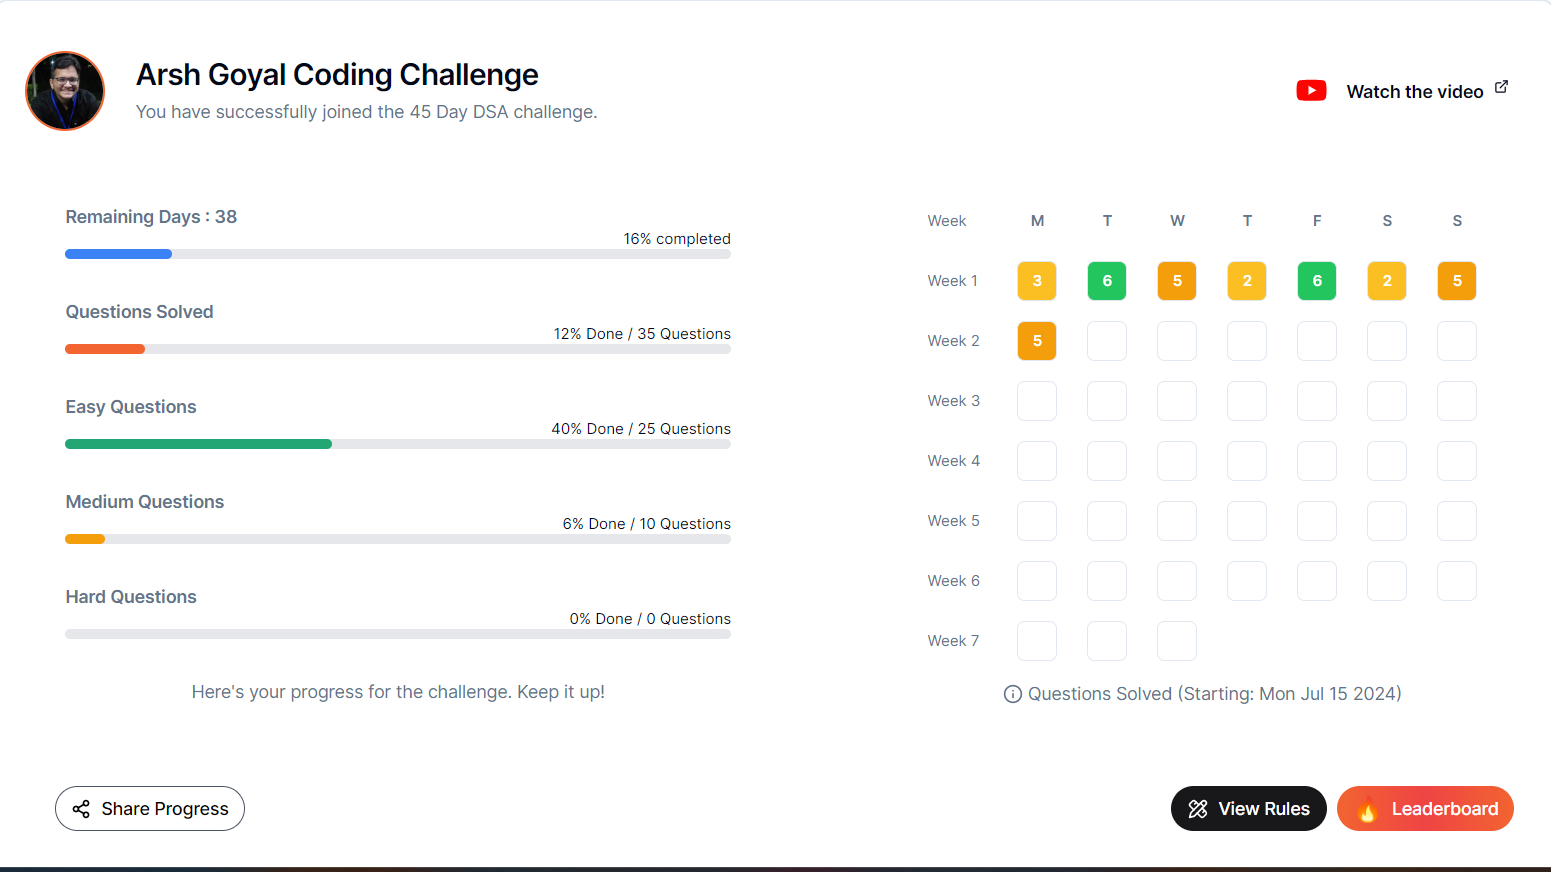 Arsh Goyal Coding Challenge
You have successfully joined the 45 Day DSA challenge.
Watch the video
Remaining Days : 38
16% completed
Questions Solved
12% Done / 35 Questions
Easy Questions
40% Done / 25 Questions
Medium Questions
6% Done / 10 Questions
Hard Questions
0% Done / 0 Questions
Here's your progress for the challenge. Keep it up!
Week M T W T F S S
Week 1 3 6 5 2 6 2 5
Week 2 5
Week 3
Week 4
Week 5
Week 6
Week 7
Questions Solved (Starting: Mon Jul 15 2024)
Share Progress
View Rules
Leaderboard